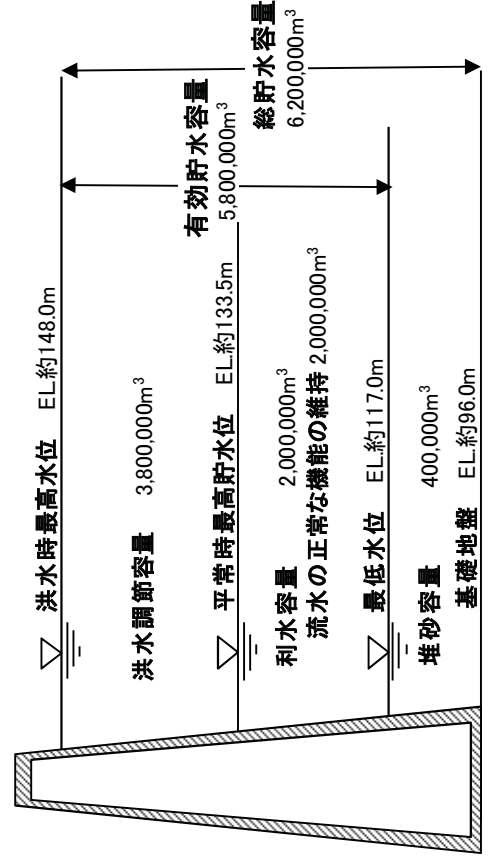 洪水時最高水位 EL.約148.0m
洪水調節容量 3,800,000m³
平常時最高貯水位 EL.約133.5m
利水容量 2,000,000m³
流水の正常な機能の維持 2,000,000m³
最低水位 EL.約117.0m
堆砂容量 400,000m³
基礎地盤 EL.約96.0m
有効貯水容量
5,800,000m³
総貯水容量
6,200,000m³